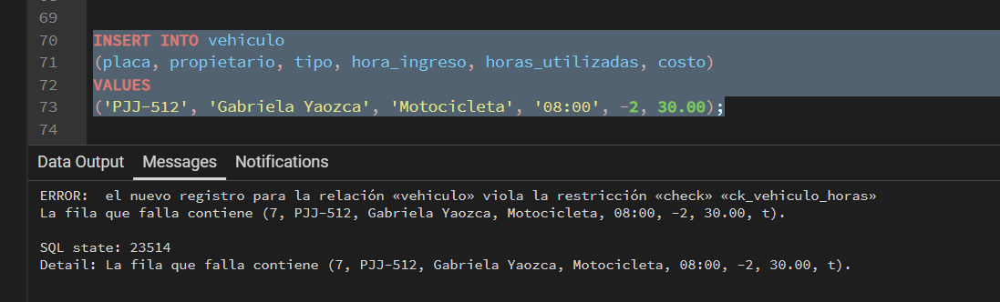 69
70 INSERT INTO vehiculo
71 (placa, propietario, tipo, hora_ingreso, horas_utilizadas, costo)
72 VALUES
73 ('PJJ-512', 'Gabriela Yaozca', 'Motocicleta', '08:00', -2, 30.00);
74
Data Output Messages Notifications
ERROR:  el nuevo registro para la relación «vehiculo» viola la restricción «check» «ck_vehiculo_horas»
La fila que falla contiene (7, PJJ-512, Gabriela Yaozca, Motocicleta, 08:00, -2, 30.00, t).
SQL state: 23514
Detail: La fila que falla contiene (7, PJJ-512, Gabriela Yaozca, Motocicleta, 08:00, -2, 30.00, t).